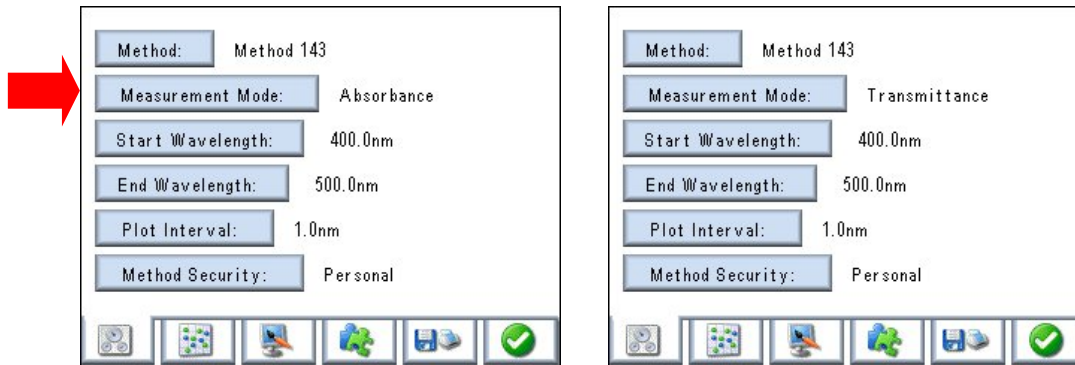 Method: Method 143
Measurement Mode: Absorbance
Start Wavelength: 400.0nm
End Wavelength: 500.0nm
Plot Interval: 1.0nm
Method Security: Personal
Method: Method 143
Measurement Mode: Transmittance
Start Wavelength: 400.0nm
End Wavelength: 500.0nm
Plot Interval: 1.0nm
Method Security: Personal